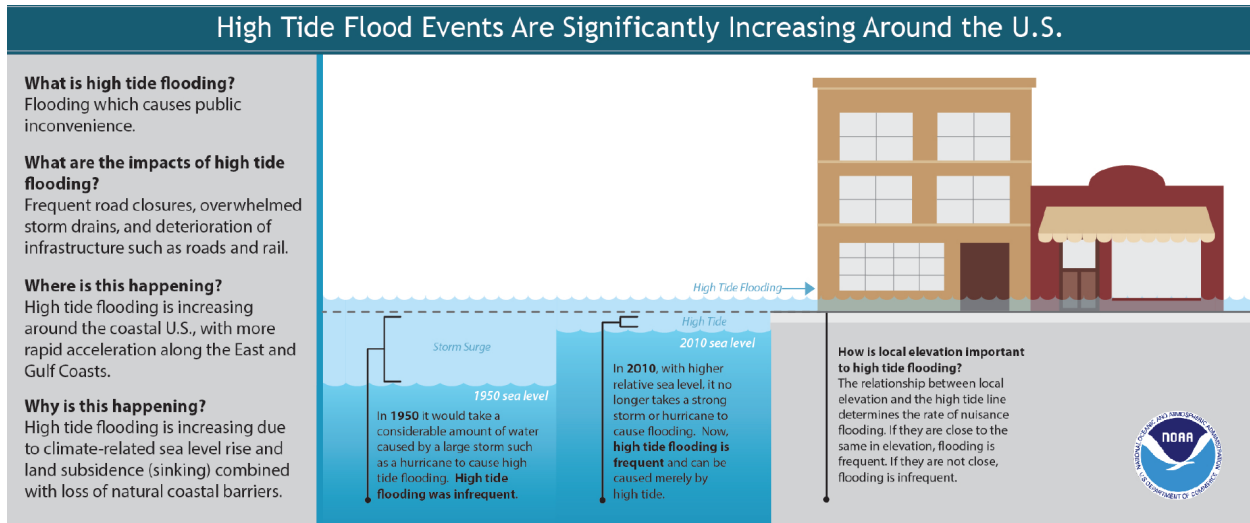 High Tide Flood Events Are Significantly Increasing Around the U.S.
What is high tide flooding?
Flooding which causes public
inconvenience.
What are the impacts of high tide
flooding?
Frequent road closures, overwhelmed
storm drains, and deterioration of
infrastructure such as roads and rail.
Where is this happening?
High tide flooding is increasing
around the coastal U.S., with more
rapid acceleration along the East and
Gulf Coasts.
Why is this happening?
High tide flooding is increasing due
to climate-related sea level rise and
land subsidence (sinking) combined
with loss of natural coastal barriers.
High Tide Flooding
Storm Surge
1950 sea level
In 1950 it would take a
considerable amount of water
caused by a large storm such
as a hurricane to cause high
tide flooding. High tide
flooding was infrequent.
High Tide
2010 sea level
In 2010, with higher
relative sea level, it no
longer takes a strong
storm or hurricane to
cause flooding. Now,
high tide flooding is
frequent and can be
caused merely by
high tide.
How is local elevation important
to high tide flooding?
The relationship between local
elevation and the high tide line
determines the rate of nuisance
flooding. If they are close to the
same in elevation, flooding is
frequent. If they are not close,
flooding is infrequent.
NATIONAL OCEANIC AND ATMOSPHERIC ADMINISTRATION
NOAA
U.S. DEPARTMENT OF COMMERCE